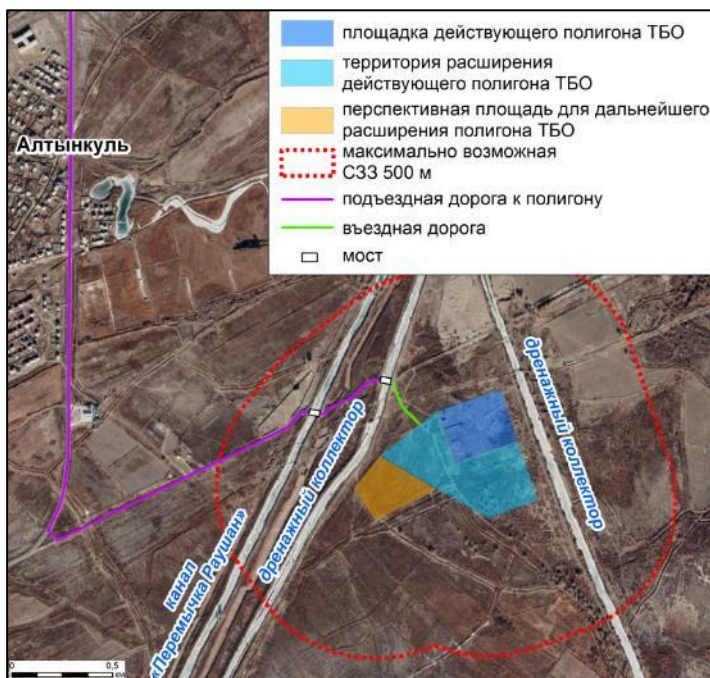 площадка действующего полигона ТБО
территория расширения
действующего полигона ТБО
перспективная площадь для дальнейшего
расширения полигона ТБО
максимально возможная
СЗЗ 500 м
подъездная дорога к полигону
въездная дорога
мост
Алтынкуль
дренажный коллектор
дренажный коллектор
канал
«Перемычка Раушан»
0 0,5
км